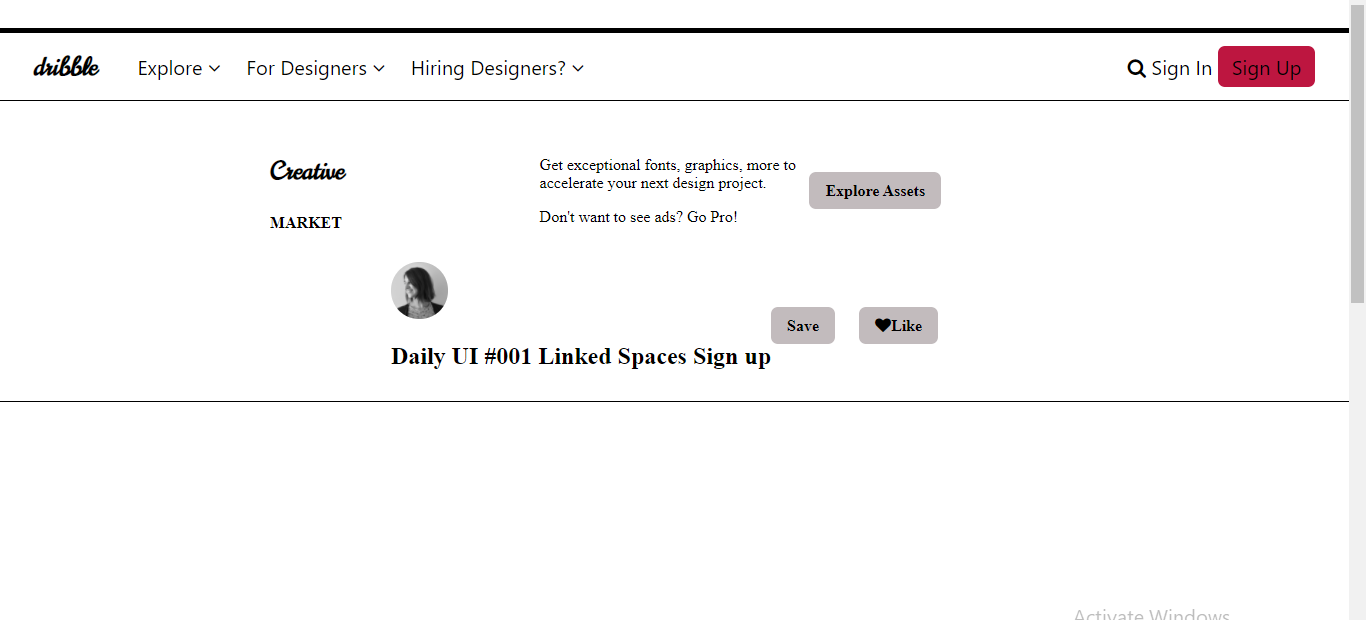 dribble Explore For Designers Hiring Designers? Sign In Sign Up
Creative
MARKET
Get exceptional fonts, graphics, more to
accelerate your next design project.
Don't want to see ads? Go Pro!
Explore Assets
Save Like
Daily UI #001 Linked Spaces Sign up
Activate Windows